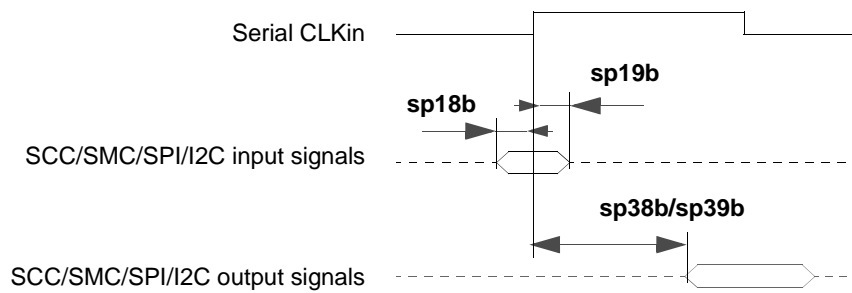 Serial CLKin
sp19b
sp18b
SCC/SMC/SPI/I2C input signals
sp38b/sp39b
SCC/SMC/SPI/I2C output signals